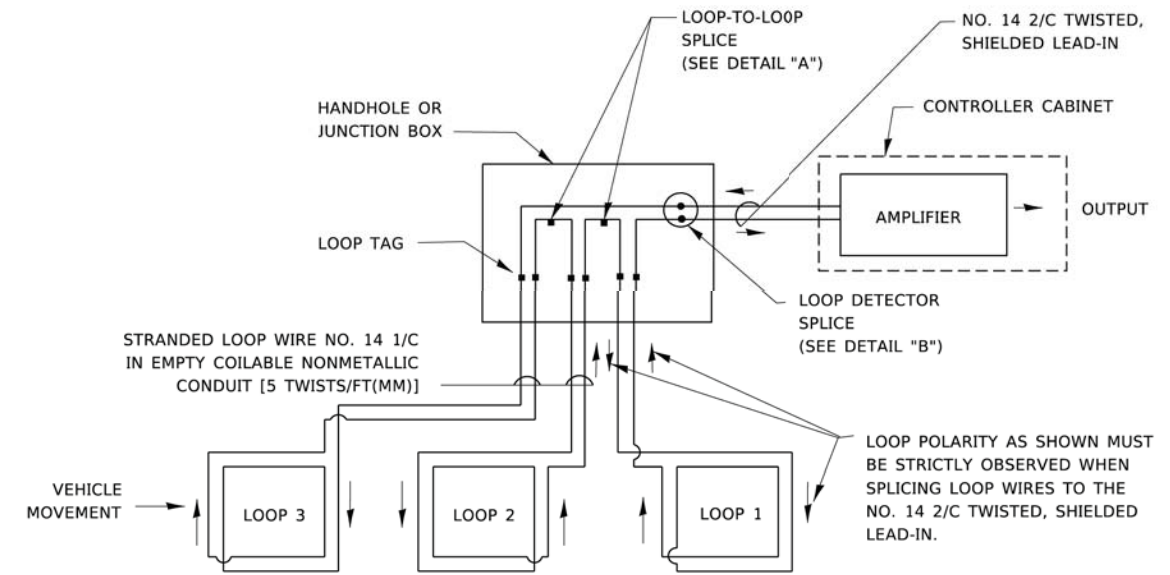 LOOP-TO-LO0P
SPLICE
(SEE DETAIL "A")
NO. 14 2/C TWISTED,
SHIELDED LEAD-IN
HANDHOLE OR
JUNCTION BOX
CONTROLLER CABINET
AMPLIFIER
OUTPUT
LOOP TAG
LOOP DETECTOR
SPLICE
(SEE DETAIL "B")
STRANDED LOOP WIRE NO. 14 1/C
IN EMPTY COILABLE NONMETALLIC
CONDUIT [5 TWISTS/FT(MM)]
LOOP POLARITY AS SHOWN MUST
BE STRICTLY OBSERVED WHEN
SPLICING LOOP WIRES TO THE
NO. 14 2/C TWISTED, SHIELDED
LEAD-IN.
VEHICLE
MOVEMENT
LOOP 3
LOOP 2
LOOP 1